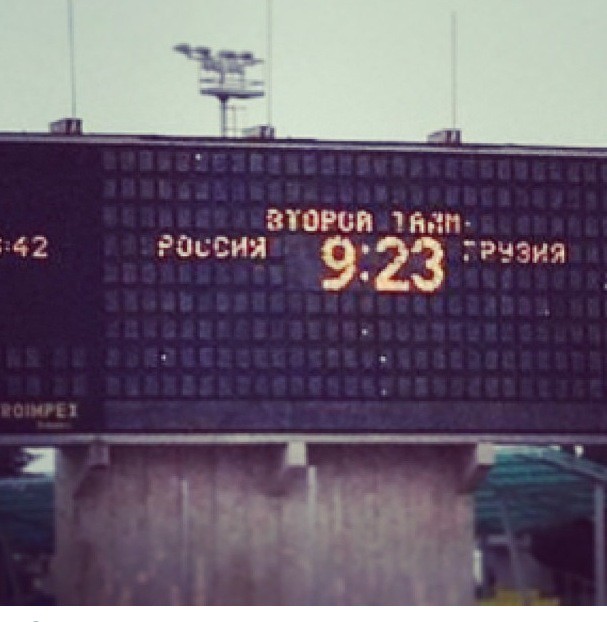 ВТОРОЙ ТАЙМ
:42
РОССИЯ 9:23 ГРУЗИЯ
ROIMPEX